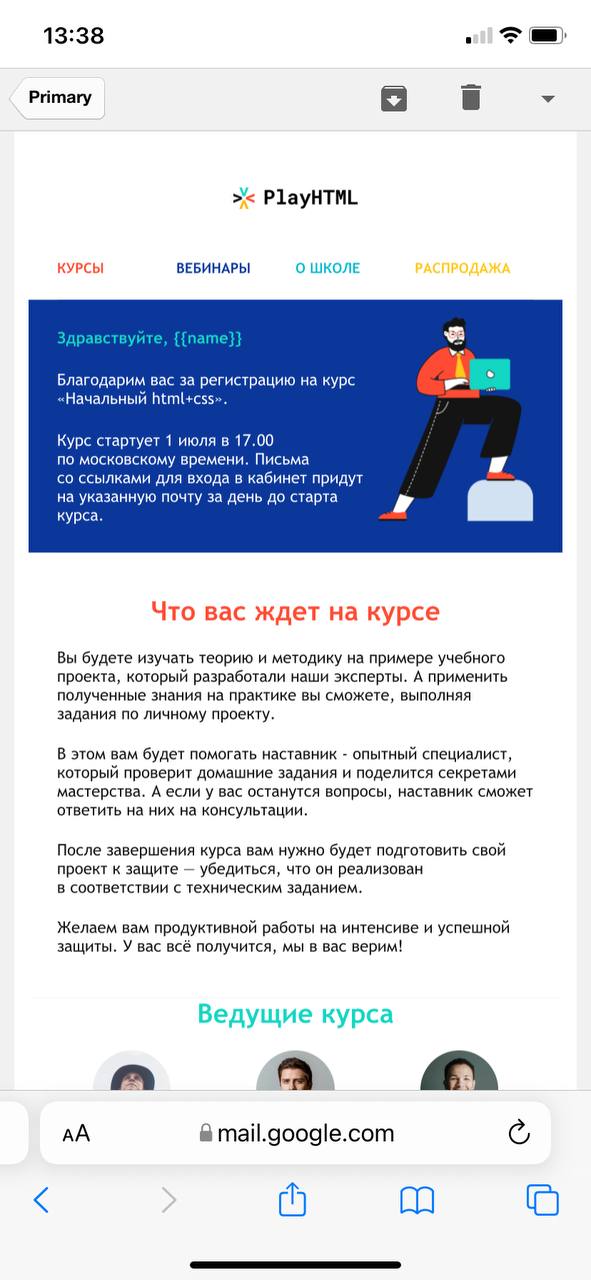 13:38
Primary
PlayHTML
КУРСЫ ВЕБИНАРЫ О ШКОЛЕ РАСПРОДАЖА
Здравствуйте, {{name}}
Благодарим вас за регистрацию на курс
«Начальный html+css».
Курс стартует 1 июля в 17.00
по московскому времени. Письма
со ссылками для входа в кабинет придут
на указанную почту за день до старта
курса.
Что вас ждет на курсе
Вы будете изучать теорию и методику на примере учебного
проекта, который разработали наши эксперты. А применить
полученные знания на практике вы сможете, выполняя
задания по личному проекту.
В этом вам будет помогать наставник - опытный специалист,
который проверит домашние задания и поделится секретами
мастерства. А если у вас останутся вопросы, наставник сможет
ответить на них на консультации.
После завершения курса вам нужно будет подготовить свой
проект к защите — убедиться, что он реализован
в соответствии с техническим заданием.
Желаем вам продуктивной работы на интенсиве и успешной
защиты. У вас всё получится, мы в вас верим!
Ведущие курса
AA mail.google.com